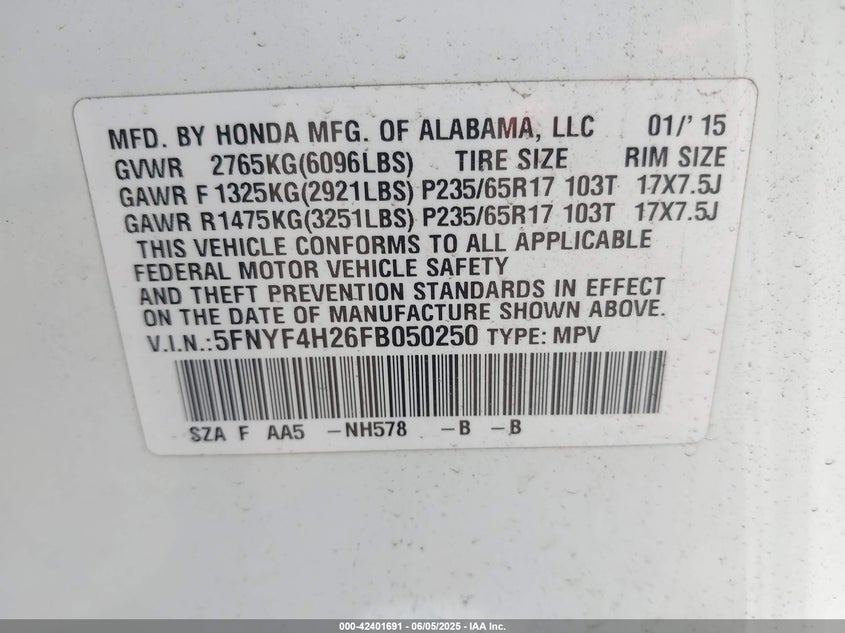 MFD. BY HONDA MFG. OF ALABAMA, LLC 01/' 15
GVWR 2765KG(6096LBS) TIRE SIZE RIM SIZE
GAWR F 1325KG(2921LBS) P235/65R17 103T 17X7.5J
GAWR R1475KG(3251LBS) P235/65R17 103T 17X7.5J
THIS VEHICLE CONFORMS TO ALL APPLICABLE
FEDERAL MOTOR VEHICLE SAFETY
AND THEFT PREVENTION STANDARDS IN EFFECT
ON THE DATE OF MANUFACTURE SHOWN ABOVE.
V.I.N.:5FNYF4H26FB050250 TYPE: MPV
SZA F AA5 -NH578 -B -B
000-42401691 - 06/05/2025 - IAA Inc.